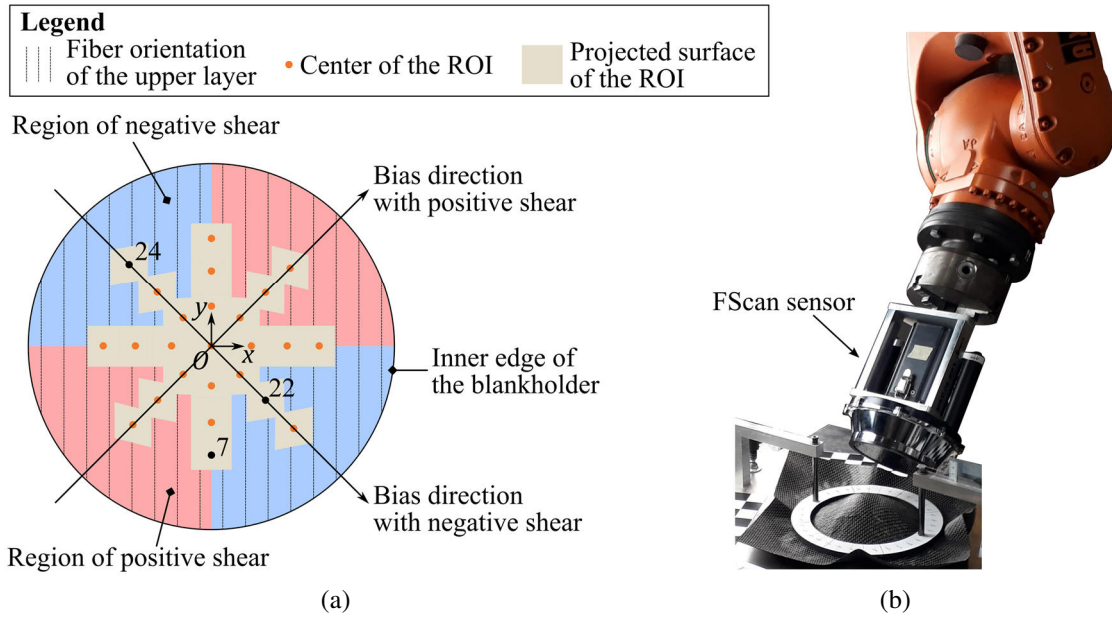 Legend
Fiber orientation
of the upper layer
Center of the ROI
Projected surface
of the ROI
Region of negative shear
Bias direction
with positive shear
24
y
x
O
22
7
Inner edge of
the blankholder
Bias direction
with negative shear
Region of positive shear
FScan sensor
(a)
(b)